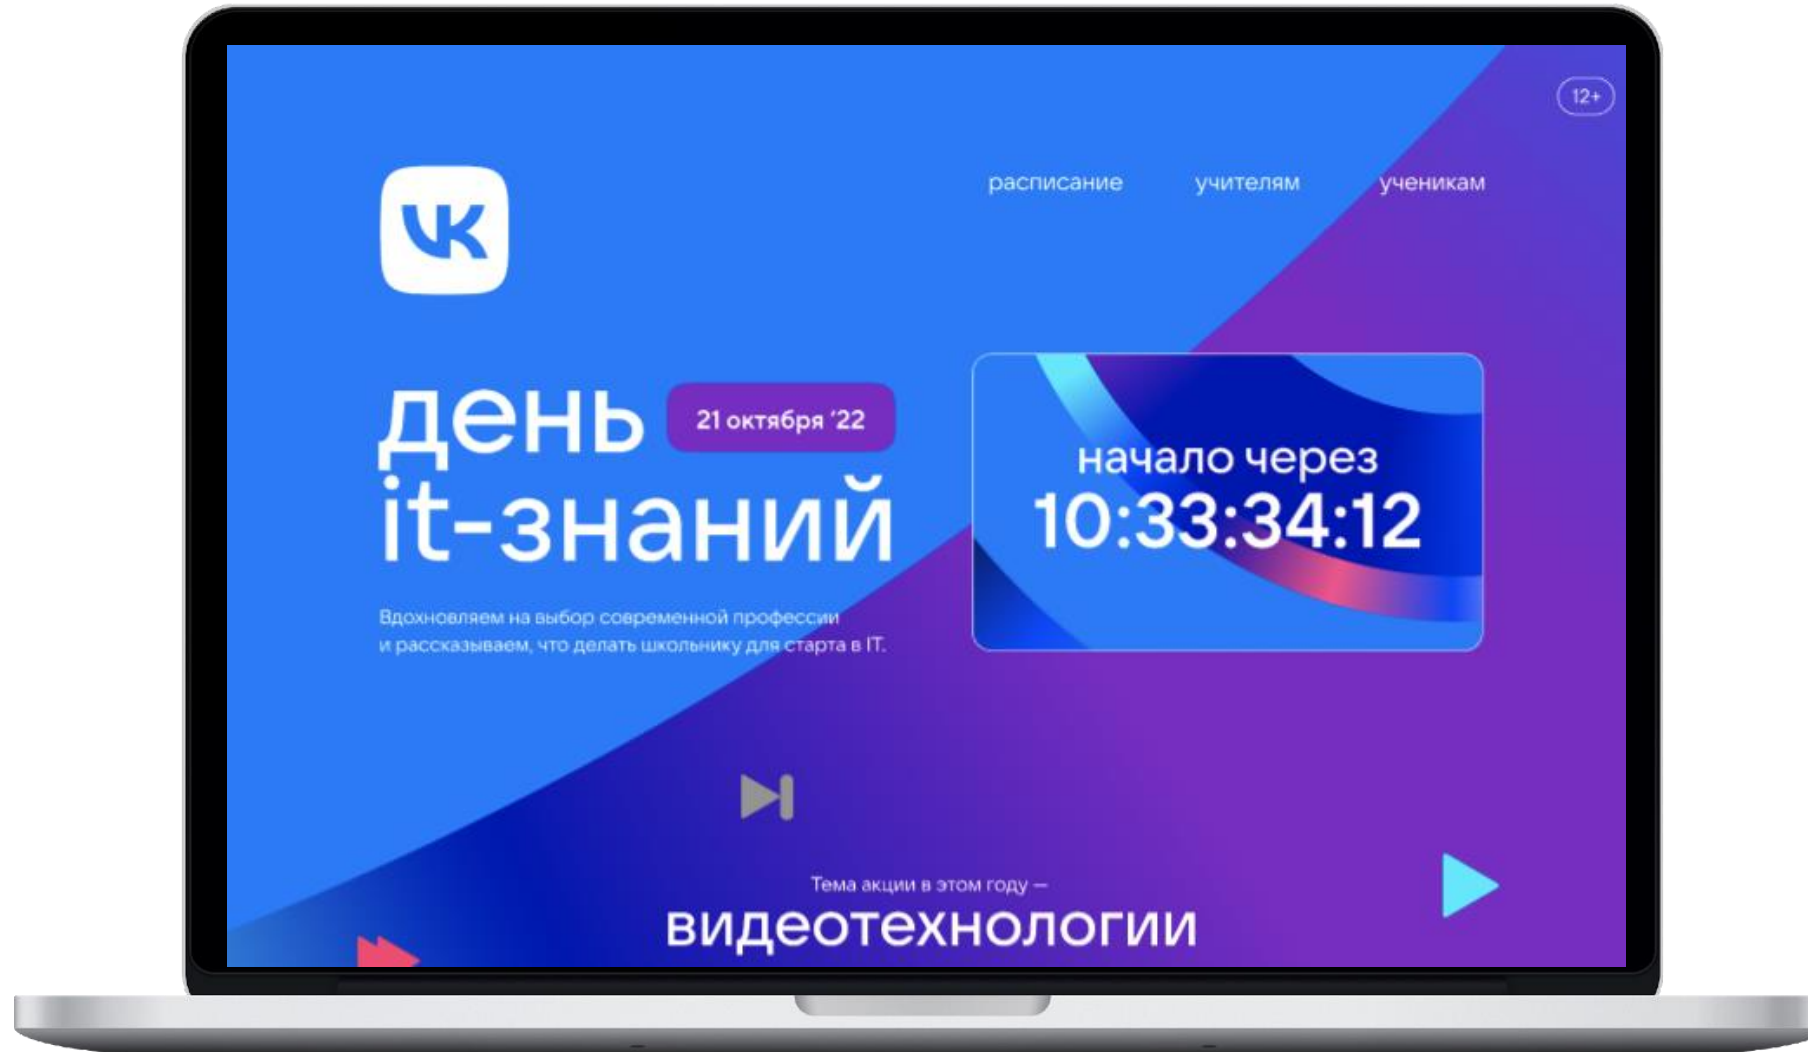 12+
расписание учителям ученикам
VK
день
21 октября '22
it-знаний
Вдохновляем на выбор современной профессии
и рассказываем, что делать школьнику для старта в IT.
начало через
10:33:34:12
Тема акции в этом году —
видеотехнологии